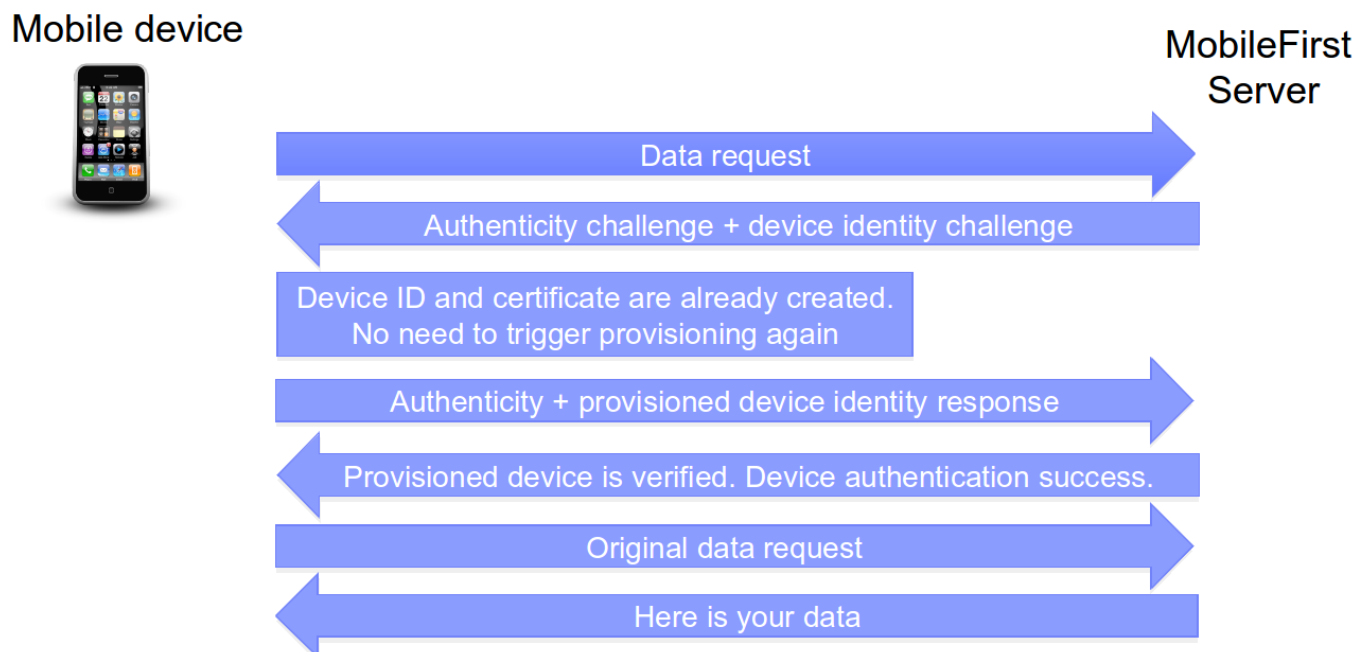 Mobile device
MobileFirst
Server
Data request
Authenticity challenge + device identity challenge
Device ID and certificate are already created.
No need to trigger provisioning again
Authenticity + provisioned device identity response
Provisioned device is verified. Device authentication success.
Original data request
Here is your data